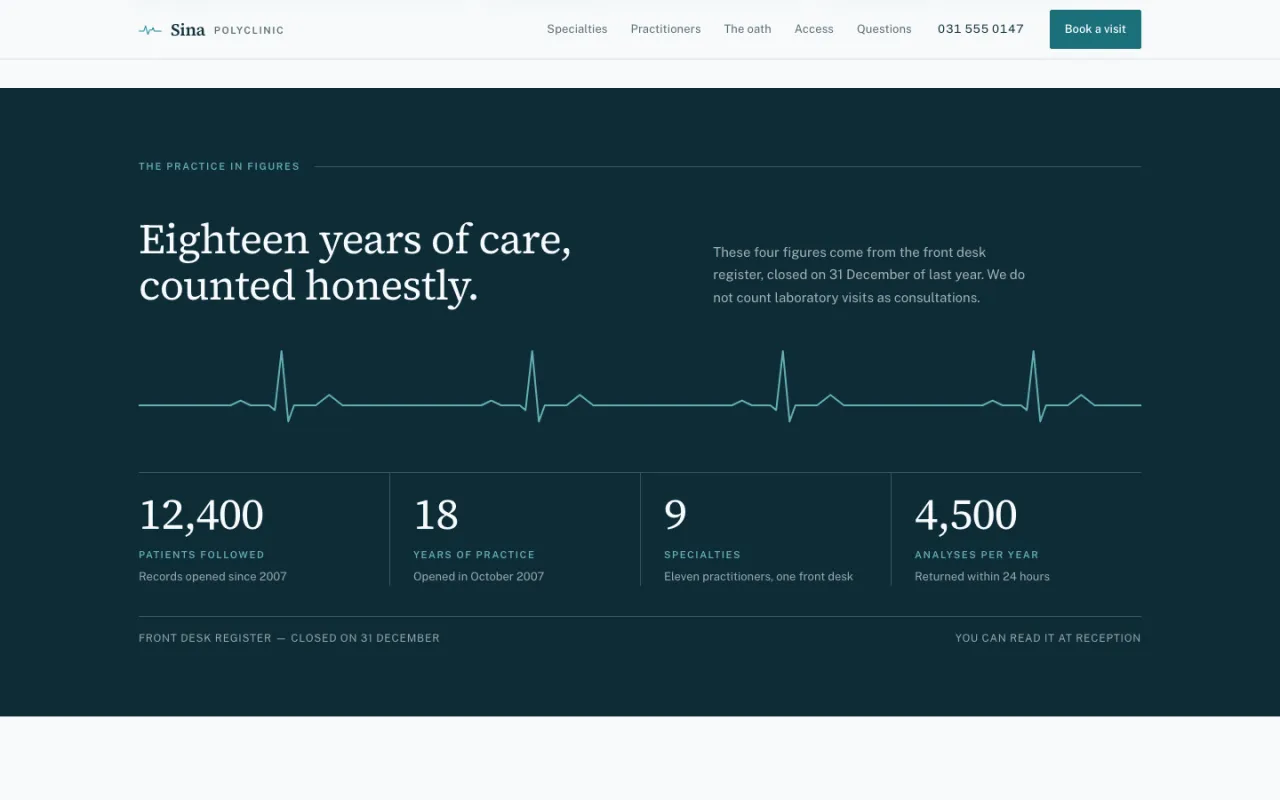 Sina POLYCLINIC
Specialties Practitioners The oath Access Questions 031 555 0147 Book a visit
THE PRACTICE IN FIGURES
Eighteen years of care,
counted honestly.
These four figures come from the front desk
register, closed on 31 December of last year. We do
not count laboratory visits as consultations.
12,400
PATIENTS FOLLOWED
Records opened since 2007
18
YEARS OF PRACTICE
Opened in October 2007
9
SPECIALTIES
Eleven practitioners, one front desk
4,500
ANALYSES PER YEAR
Returned within 24 hours
FRONT DESK REGISTER — CLOSED ON 31 DECEMBER
YOU CAN READ IT AT RECEPTION